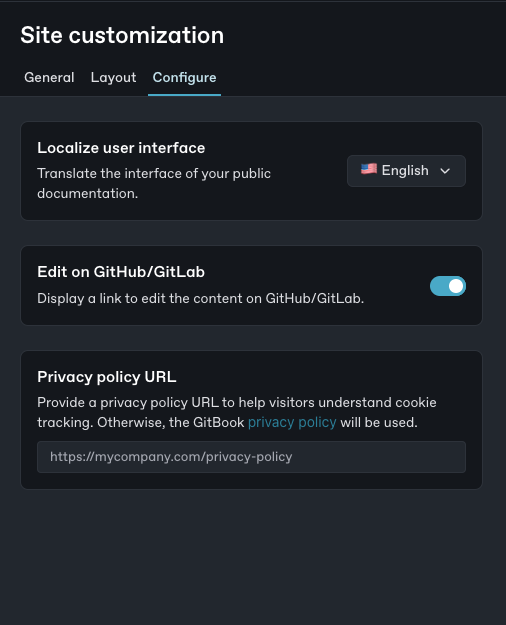 Site customization
General Layout Configure
Localize user interface
Translate the interface of your public
documentation.
English
Edit on GitHub/GitLab
Display a link to edit the content on GitHub/GitLab.
Privacy policy URL
Provide a privacy policy URL to help visitors understand cookie
tracking. Otherwise, the GitBook privacy policy will be used.
https://mycompany.com/privacy-policy